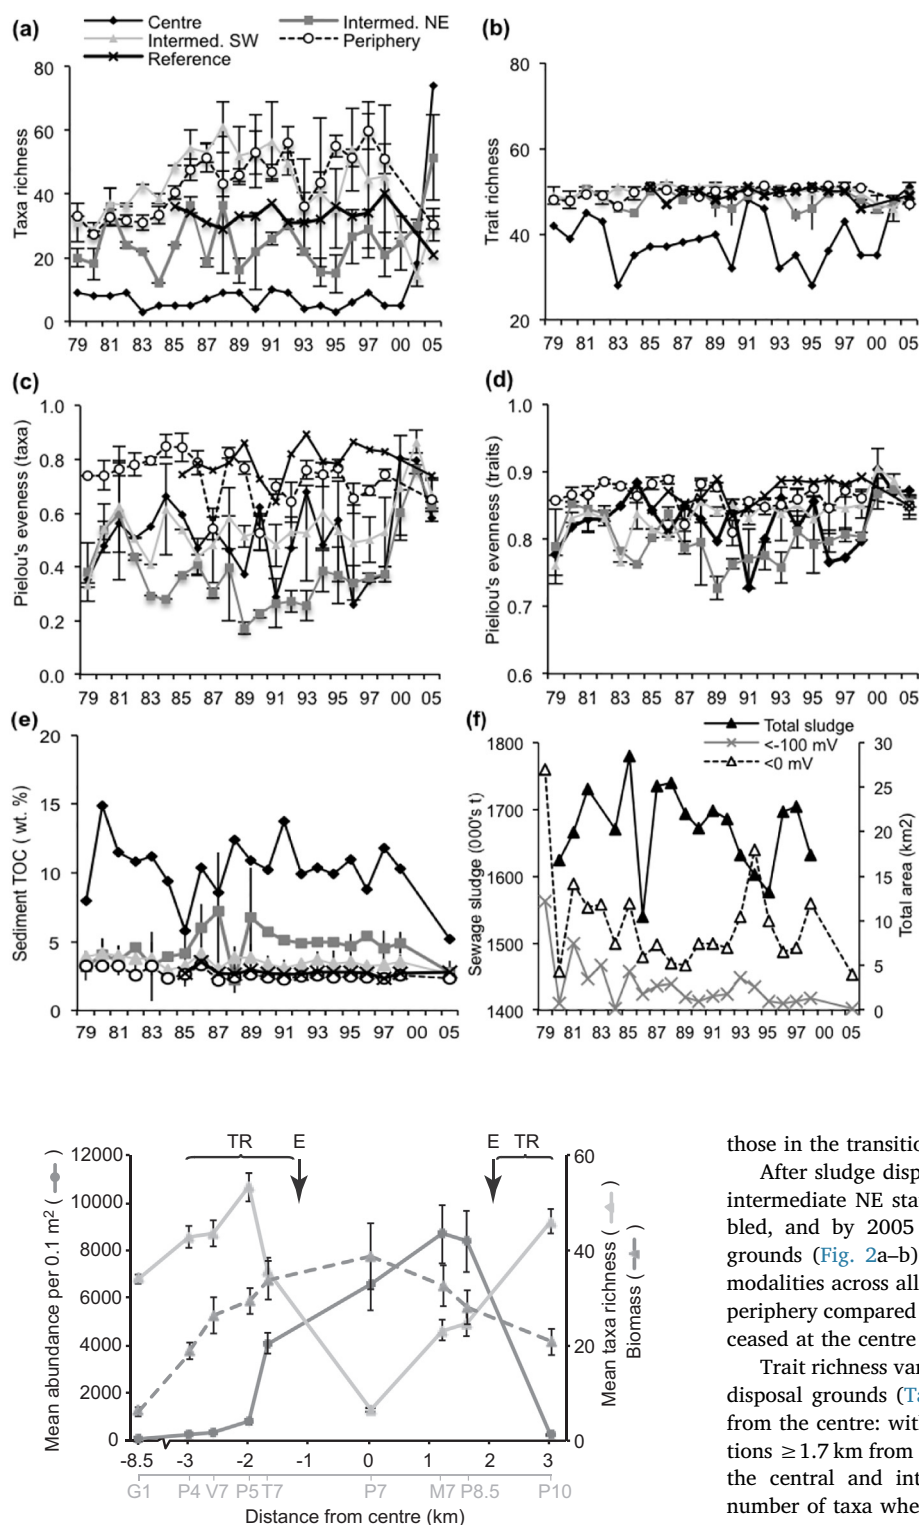 (a)
Centre
Intermed. NE
Intermed. SW
Periphery
Reference
Taxa richness
80
60
40
20
0
79 81 83 85 87 89 91 93 95 97 00 05
(b)
Trait richness
80
60
40
20
79 81 83 85 87 89 91 93 95 97 00 05
(c)
Pielou's evenness (taxa)
1.0
0.8
0.6
0.4
0.2
0.0
79 81 83 85 87 89 91 93 95 97 00 05
(d)
Pieliou's evenness (traits)
1.0
0.9
0.8
0.7
0.6
79 81 83 85 87 89 91 93 95 97 00 05
(e)
Sediment TOC ( wt. %)
20
15
10
5
0
79 81 83 85 87 89 91 93 95 97 00 05
(f)
Total sludge
<-100 mV
<0 mV
Sewage sludge (000's t)
1800
1700
1600
1500
1400
Total area (km2)
30
25
20
15
10
5
0
79 81 83 85 87 89 91 93 95 97 00 05
TR E E TR
Mean abundance per 0.1 m² ( )
12000
10000
8000
6000
4000
2000
0
60
40
20
0
Mean taxa richness ( )
Biomass ( )
-8.5 -3 -2 -1 0 1 2 3
G1 P4 V7 P5 T7 P7 M7 P8.5 P10
Distance from centre (km)
those in the transitio
After sludge disp
intermediate NE sta
bled, and by 2005
grounds (Fig. 2a–b)
modalities across all
periphery compared
ceased at the centre
Trait richness var
disposal grounds (Ta
from the centre: wit
tions ≥1.7 km from
the central and int
number of taxa whe